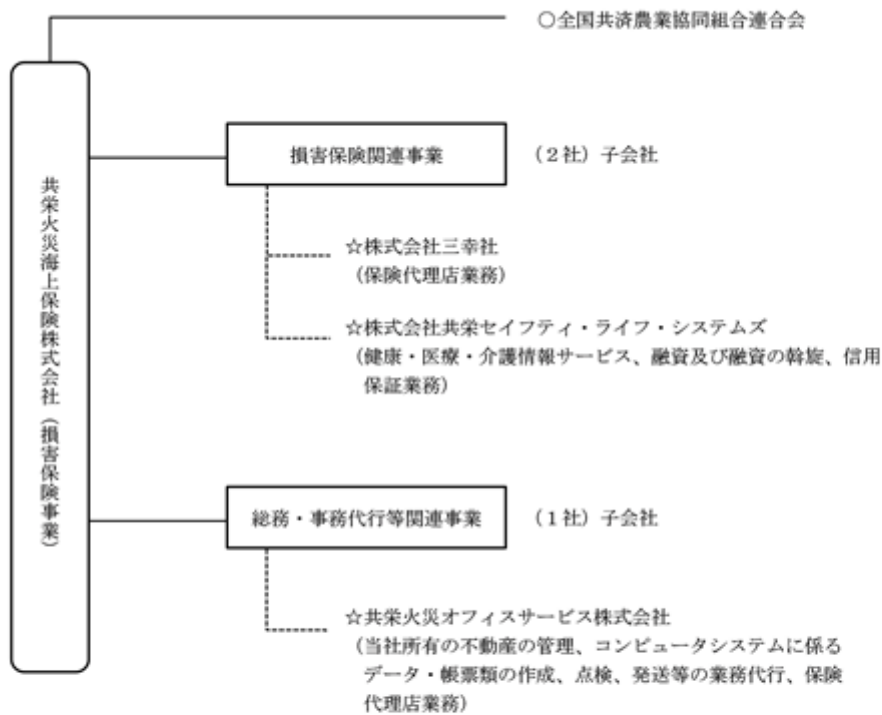 ○全国共済農業協同組合連合会
共栄火災海上保険株式会社（損害保険事業）
損害保険関連事業
（２社）子会社
☆株式会社三幸社
（保険代理店業務）
☆株式会社共栄セイフティ・ライフ・システムズ
（健康・医療・介護情報サービス、融資及び融資の斡旋、信用
保証業務）
総務・事務代行等関連事業
（１社）子会社
☆共栄火災オフィスサービス株式会社
（当社所有の不動産の管理、コンピュータシステムに係る
データ・帳票類の作成、点検、発送等の業務代行、保険
代理店業務）